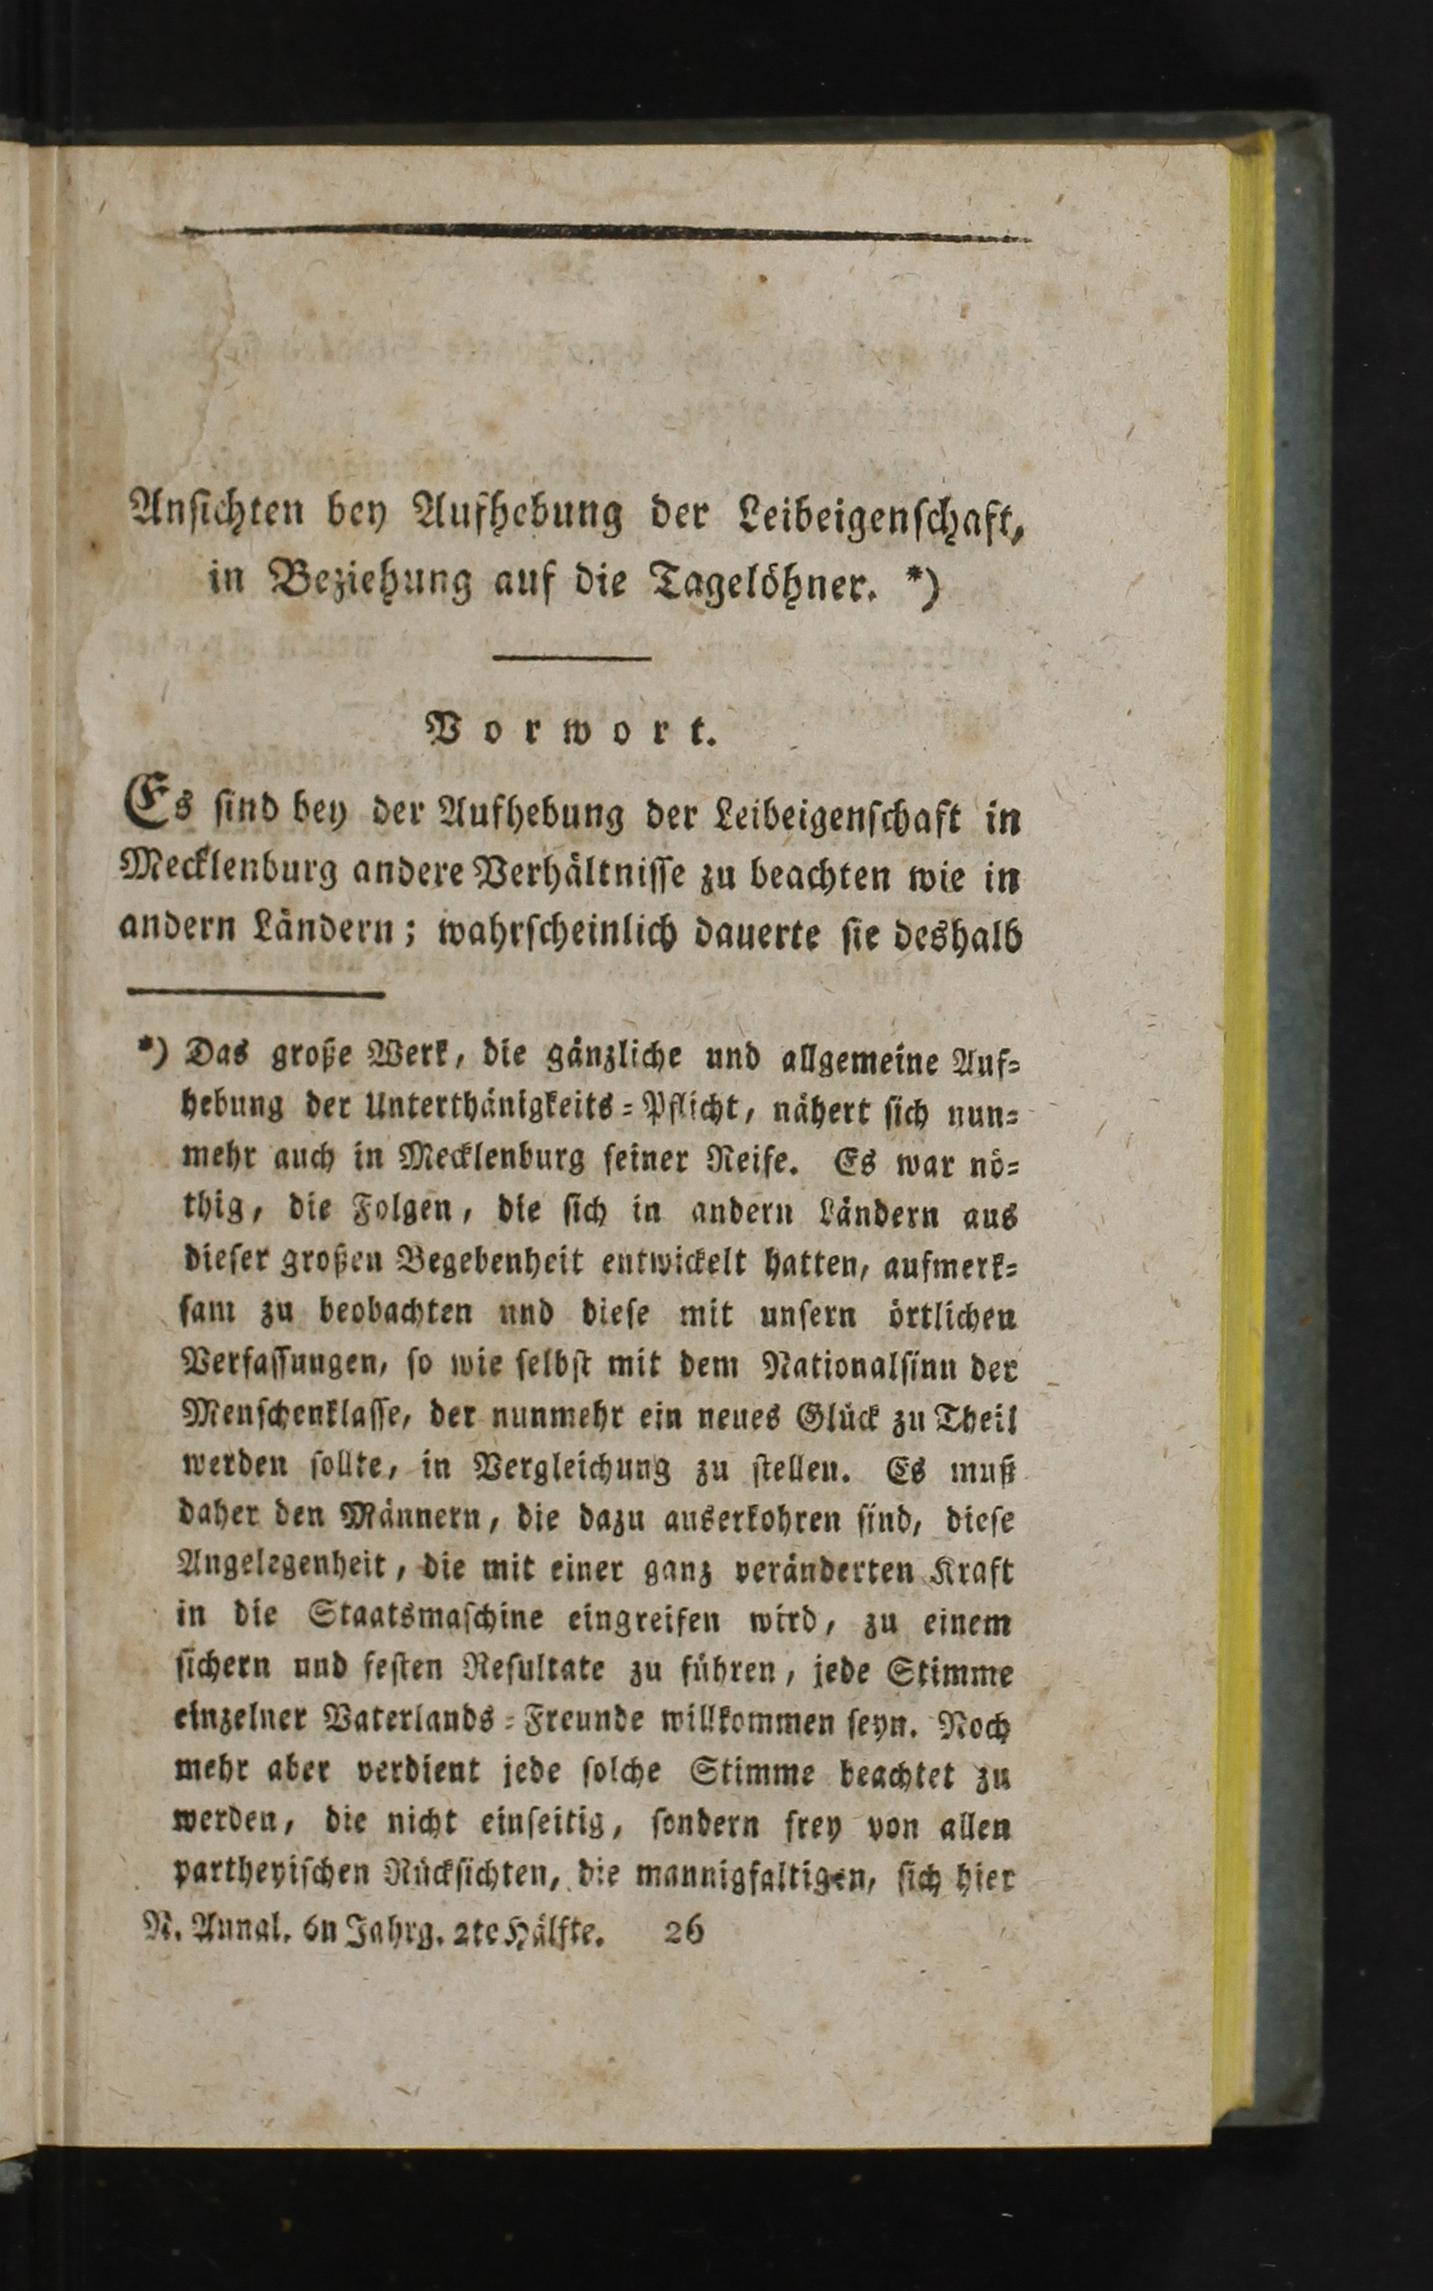 Ansichten bey Aufhebung der Leibeigenschaft,
in Beziehung auf die Tagelöhner. *)
Vorwort.
Es sind bey der Aufhebung der Leibeigenschaft in
Mecklenburg andere Verhältnisse zu beachten wie in
andern Ländern; wahrscheinlich dauerte sie deshalb
*) Das große Werk, die gänzliche und allgemeine Auf-
hebung der Unterthänigkeits-Pflicht, nähert sich nun-
mehr auch in Mecklenburg seiner Reife. Es war nö-
thig, die Folgen, die sich in andern Ländern aus
dieser großen Begebenheit entwickelt hatten, aufmerk-
sam zu beobachten und diese mit unsern örtlichen
Verfassungen, so wie selbst mit dem Nationalsinn der
Menschenklasse, der nunmehr ein neues Glück zu Theil
werden sollte, in Vergleichung zu stellen. Es muß
daher den Männern, die dazu auserkohren sind, diese
Angelegenheit, die mit einer ganz veränderten Kraft
in die Staatsmaschine eingreifen wird, zu einem
sichern und festen Resultate zu führen, jede Stimme
einzelner Vaterlands-Freunde willkommen seyn. Noch
mehr aber verdient jede solche Stimme beachtet zu
werden, die nicht einseitig, sondern frey von allen
partheyischen Rücksichten, die mannigfaltigen, sich hier
N. Annal. 6n Jahrg. 2te Hälfte. 26